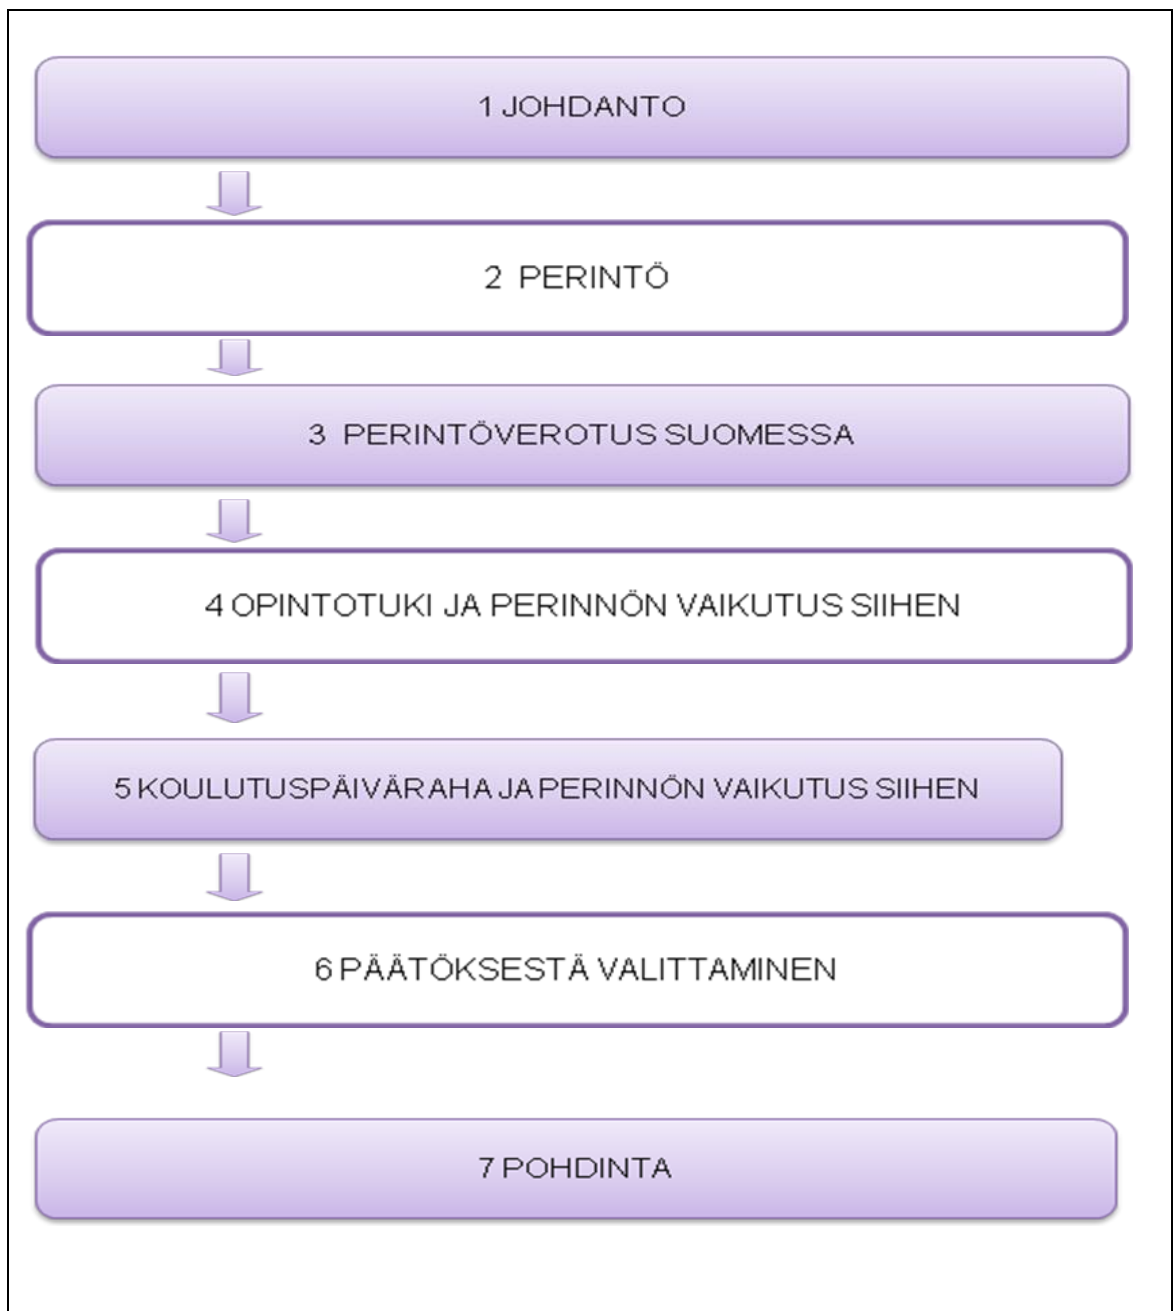 1 JOHDANTO
2 PERINTÖ
3 PERINTÖVEROTUS SUOMESSA
4 OPINTOTUKI JA PERINNÖN VAIKUTUS SIIHEN
5 KOULUTUSPÄIVÄRAHA JA PERINNÖN VAIKUTUS SIIHEN
6 PÄÄTÖKSESTÄ VALITTAMINEN
7 POHDINTA